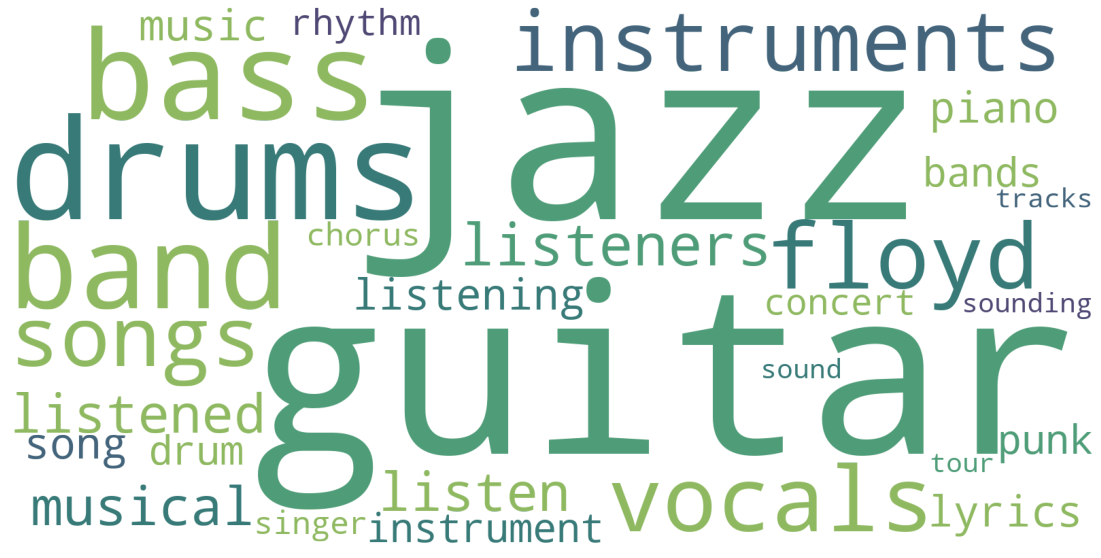 music rhythm instruments
bass jazz piano
drums bands
tracks
band chorus listeners floyd
listening concert sounding
songs guitar
sound
listened
song drum punk
tour
musical listen vocals lyrics
singer instrument